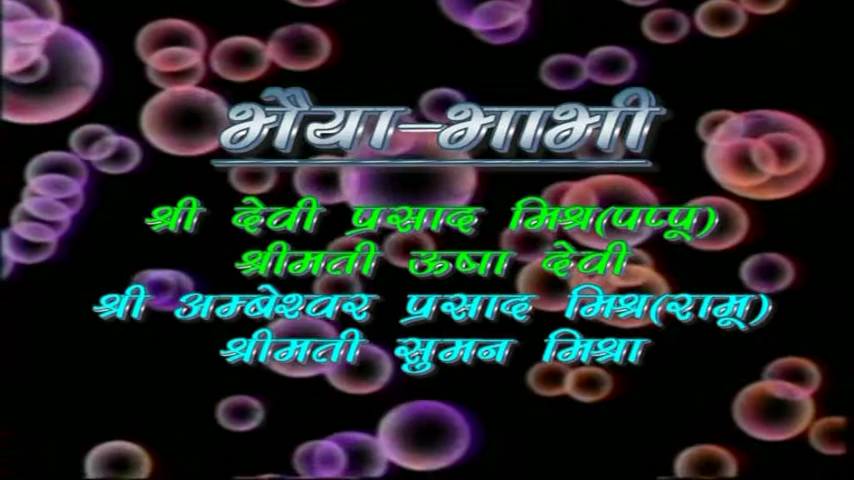 भैया-भाभी
श्री देवी प्रसाद मिश्र(पप्पू)
श्रीमती ऊषा देवी
श्री अम्बेश्वर प्रसाद मिश्र(रामू)
श्रीमती सुमन मिश्रा